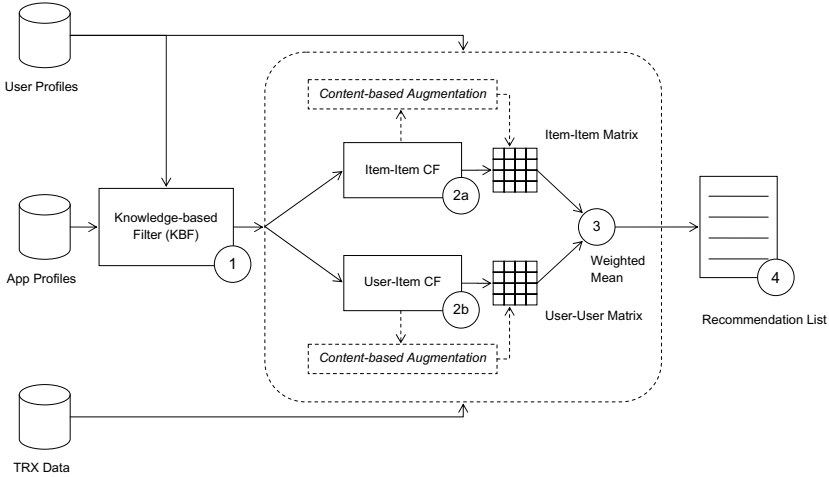 User Profiles
Content-based Augmentation
Item-Item Matrix
Item-Item CF
2a
Knowledge-based
Filter (KBF)
1
App Profiles
3
Weighted
Mean
4
Recommendation List
User-Item CF
2b
User-User Matrix
Content-based Augmentation
TRX Data